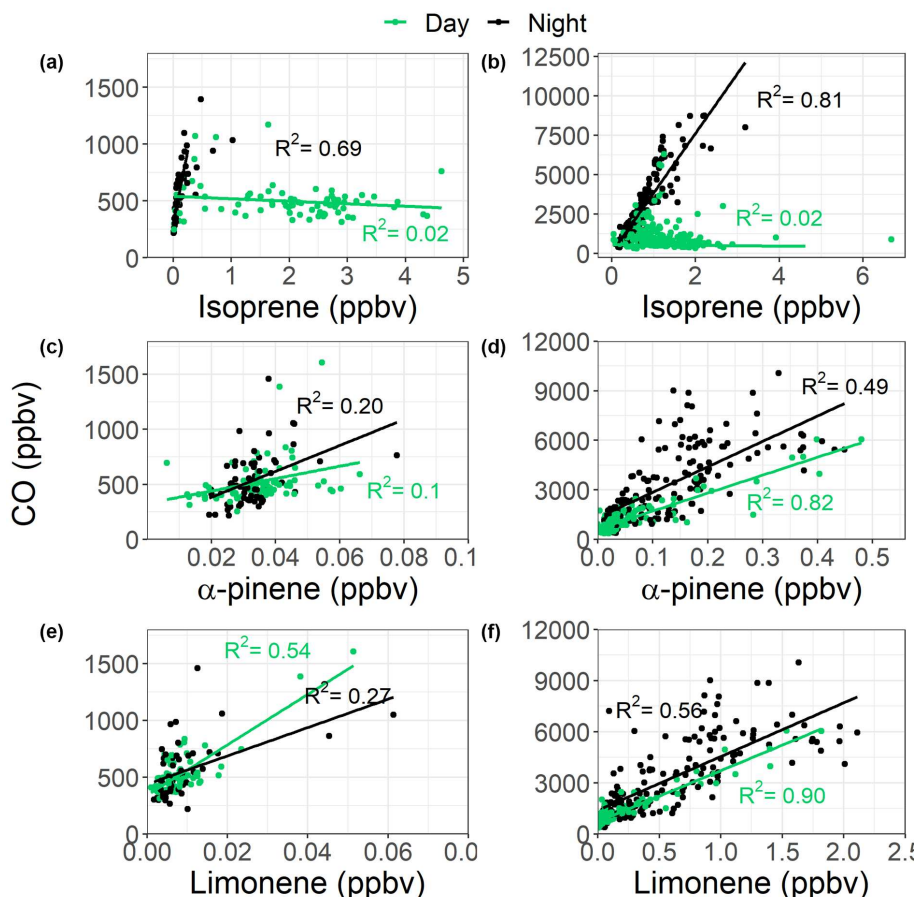 Day Night
(a)
1500
1000
500
0
R²= 0.69
R²= 0.02
0 1 2 3 4 5
Isoprene (ppbv)
(b)
12500
10000
7500
5000
2500
0
R²= 0.81
R²= 0.02
0 2 4 6
Isoprene (ppbv)
CO (ppbv)
(c)
1500
1000
500
0
R²= 0.20
R²= 0.1
0.02 0.04 0.06 0.08 0.1
α-pinene (ppbv)
(d)
12000
9000
6000
3000
0
R²= 0.49
R²= 0.82
0.0 0.1 0.2 0.3 0.4 0.5
α-pinene (ppbv)
(e)
1500
1000
500
0
R²= 0.54
R²= 0.27
0.00 0.02 0.04 0.06 0.0
Limonene (ppbv)
(f)
12000
9000
6000
3000
0
R²= 0.56
R²= 0.90
0.0 0.5 1.0 1.5 2.0 2.5
Limonene (ppbv)